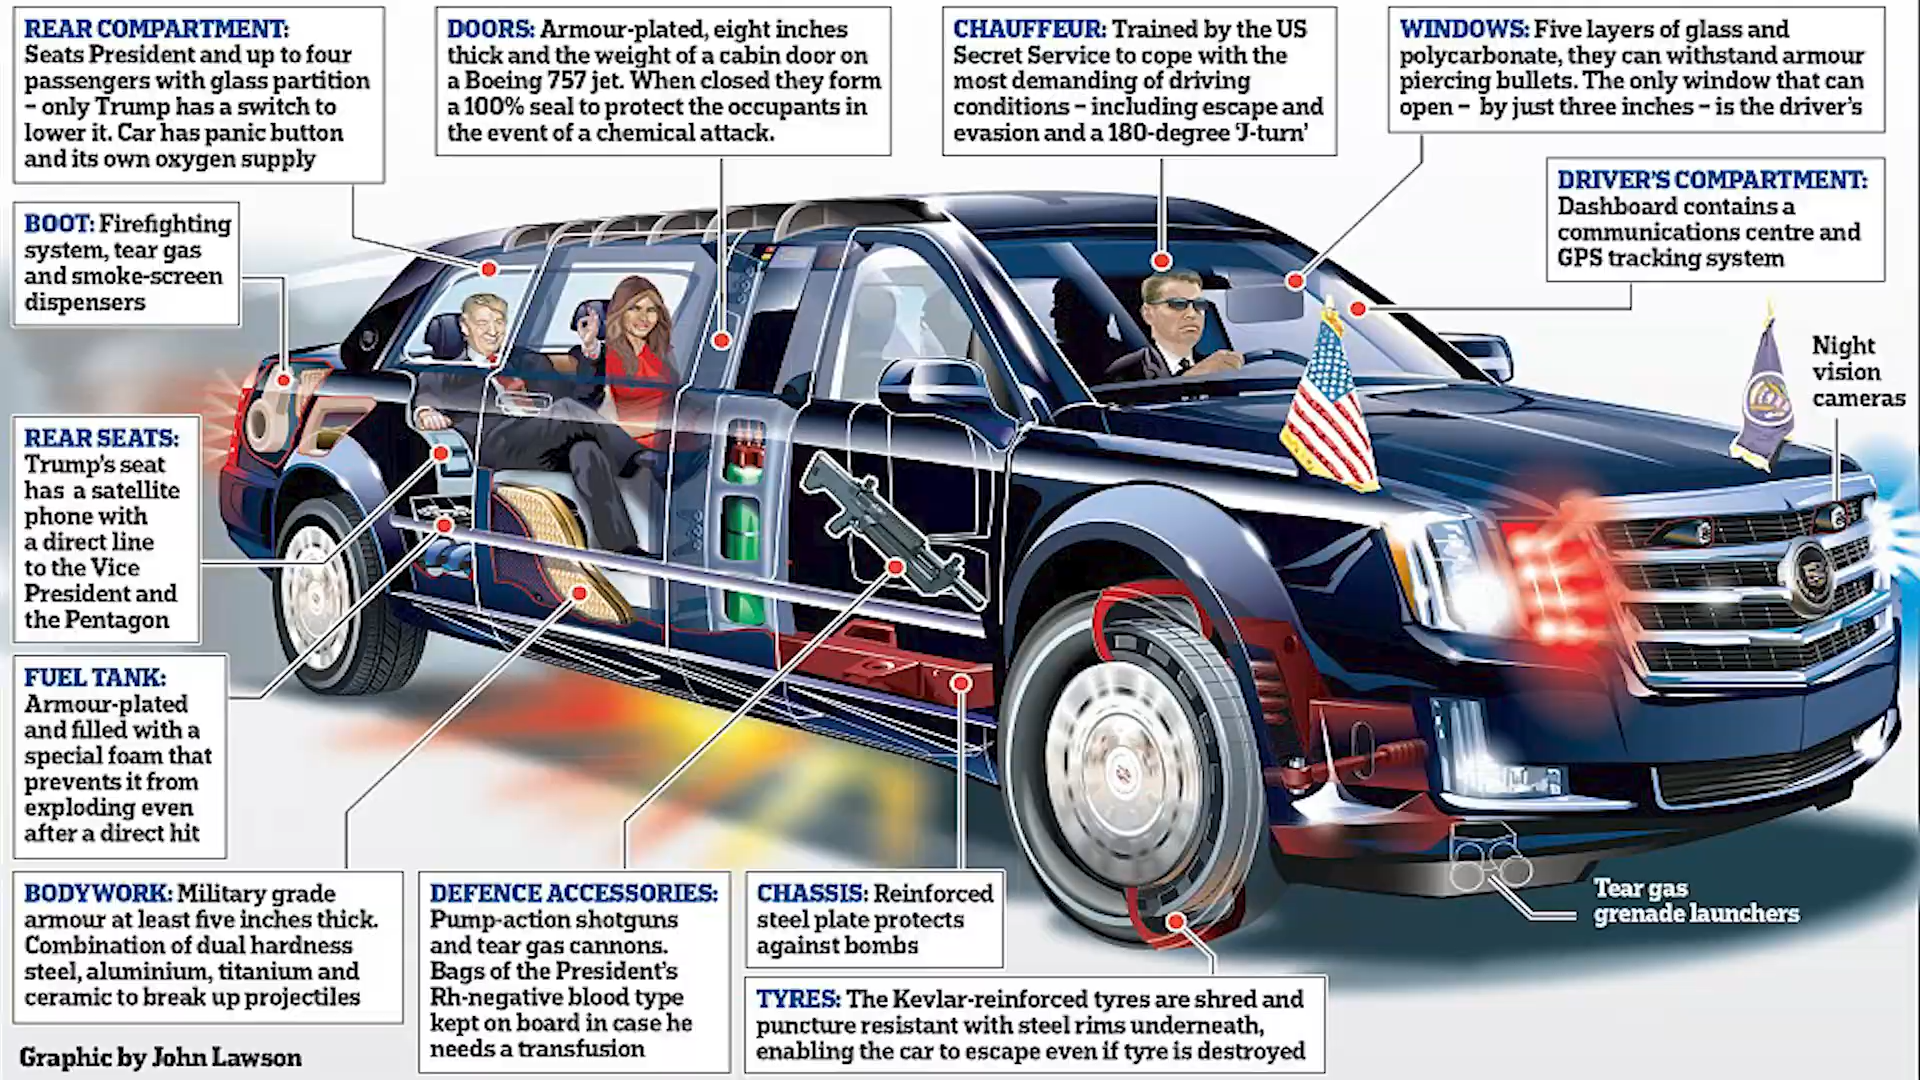 REAR COMPARTMENT:
Seats President and up to four
passengers with glass partition
– only Trump has a switch to
lower it. Car has panic button
and its own oxygen supply
DOORS: Armour-plated, eight inches
thick and the weight of a cabin door on
a Boeing 757 jet. When closed they form
a 100% seal to protect the occupants in
the event of a chemical attack.
CHAUFFEUR: Trained by the US
Secret Service to cope with the
most demanding of driving
conditions – including escape and
evasion and a 180-degree ‘J-turn’
WINDOWS: Five layers of glass and
polycarbonate, they can withstand armour
piercing bullets. The only window that can
open – by just three inches – is the driver’s
DRIVER’S COMPARTMENT:
Dashboard contains a
communications centre and
GPS tracking system
BOOT: Firefighting
system, tear gas
and smoke-screen
dispensers
Night
vision
cameras
REAR SEATS:
Trump’s seat
has a satellite
phone with
a direct line
to the Vice
President and
the Pentagon
FUEL TANK:
Armour-plated
and filled with a
special foam that
prevents it from
exploding even
after a direct hit
BODYWORK: Military grade
armour at least five inches thick.
Combination of dual hardness
steel, aluminium, titanium and
ceramic to break up projectiles
DEFENCE ACCESSORIES:
Pump-action shotguns
and tear gas cannons.
Bags of the President’s
Rh-negative blood type
kept on board in case he
needs a transfusion
CHASSIS: Reinforced
steel plate protects
against bombs
Tear gas
grenade launchers
TYRES: The Kevlar-reinforced tyres are shred and
puncture resistant with steel rims underneath,
enabling the car to escape even if tyre is destroyed
Graphic by John Lawson